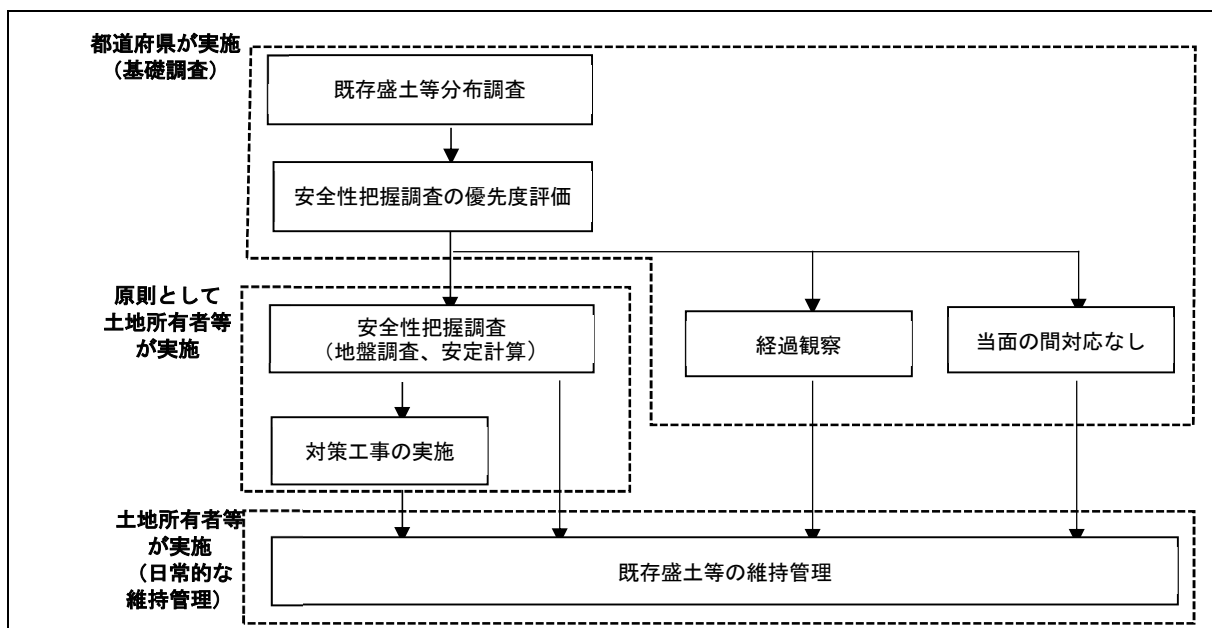 都道府県が実施
（基礎調査）
既存盛土等分布調査
安全性把握調査の優先度評価
原則として
土地所有者等
が実施
安全性把握調査
（地盤調査、安定計算）
経過観察
当面の間対応なし
対策工事の実施
土地所有者等
が実施
（日常的な
維持管理）
既存盛土等の維持管理